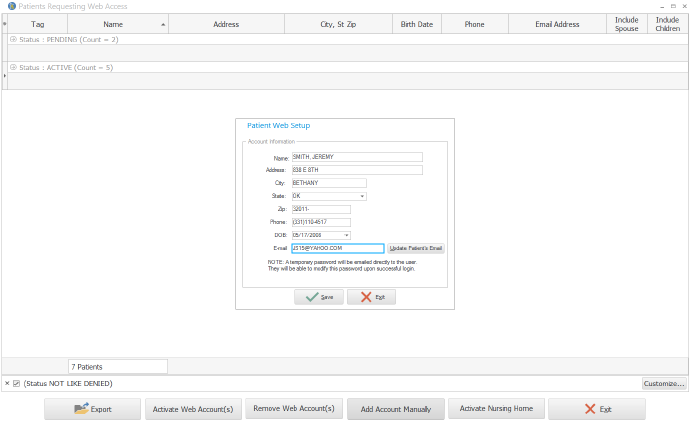 Patients Requesting Web Access
Tag Name Address City, St Zip Birth Date Phone Email Address Include Spouse Include Children
Status : PENDING (Count = 2)
Status : ACTIVE (Count = 5)
Patient Web Setup
Account Information
Name: SMITH, JEREMY
Address: 838 E 8TH
City: BETHANY
State: OK
Zip: 32011-
Phone: (331)110-4517
DOB: 05/17/2006
E-mail JS15@YAHOO.COM Update Patient's Email
NOTE: A temporary password will be emailed directly to the user.
They will be able to modify this password upon successful login.
Save Exit
7 Patients
(Status NOT LIKE DENIED) Customize...
Export Activate Web Account(s) Remove Web Account(s) Add Account Manually Activate Nursing Home Exit